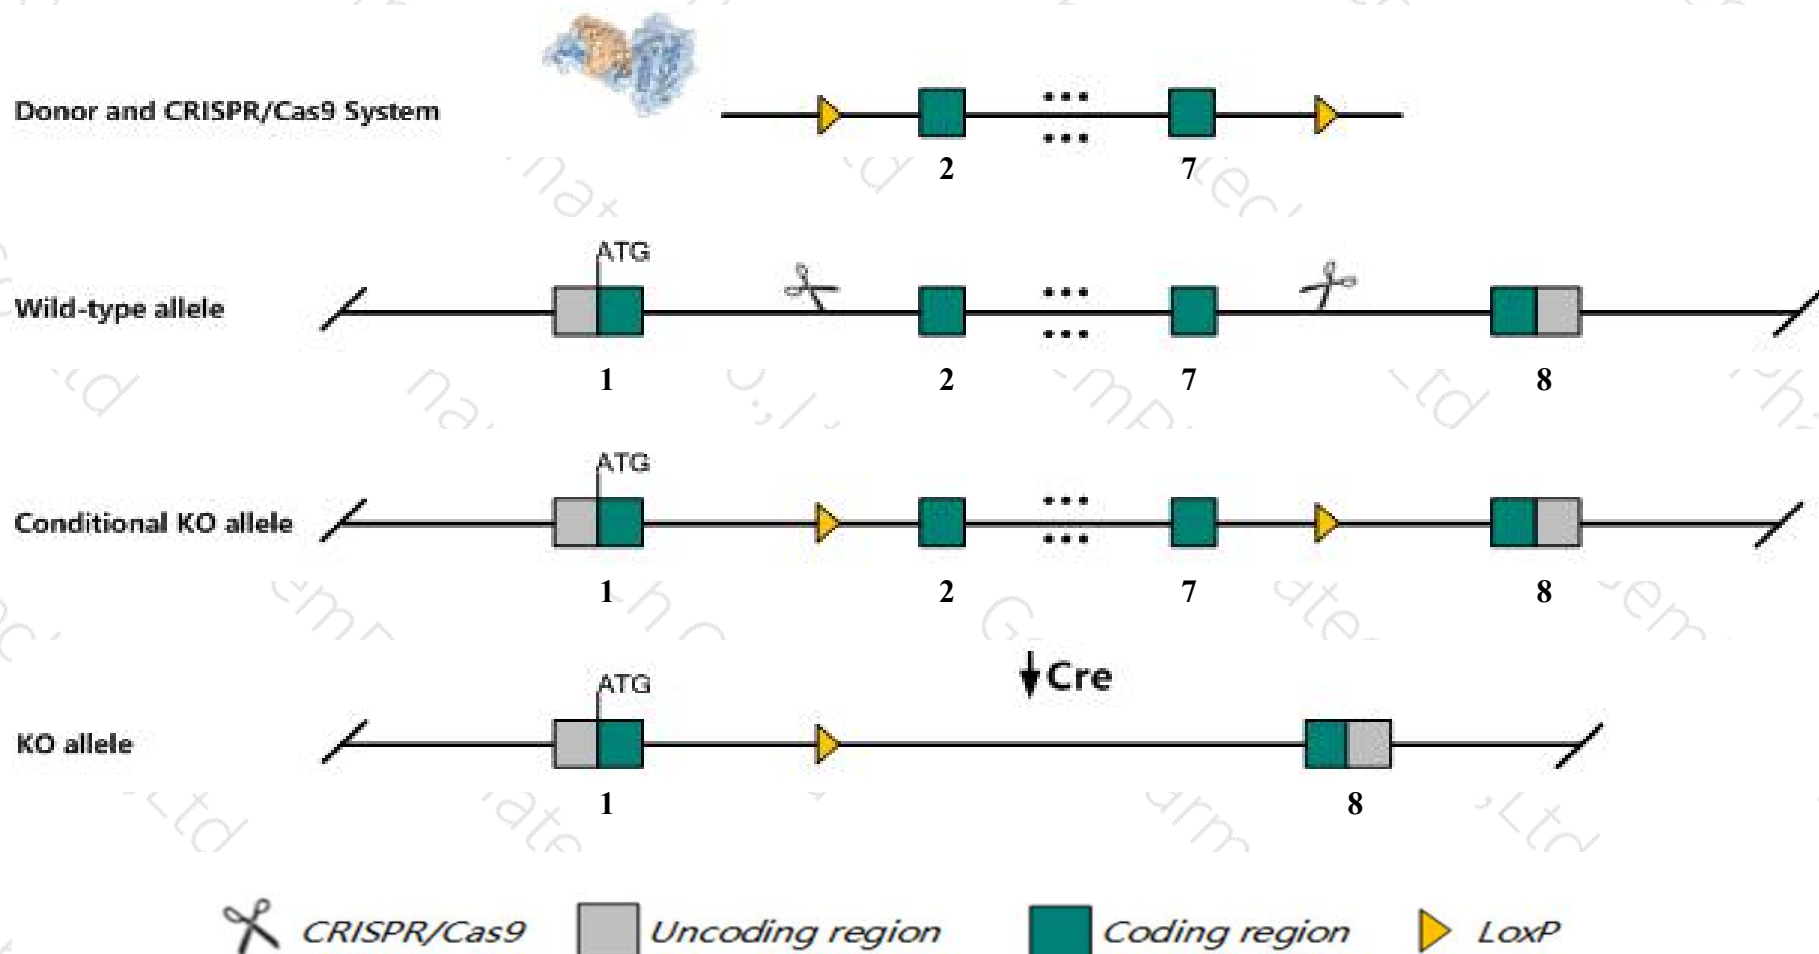 Donor and CRISPR/Cas9 System
2 7
ATG
Wild-type allele
1 2 7 8
ATG
Conditional KO allele
1 2 7 8
Cre
ATG
KO allele
1 8
CRISPR/Cas9 Uncoding region Coding region LoxP